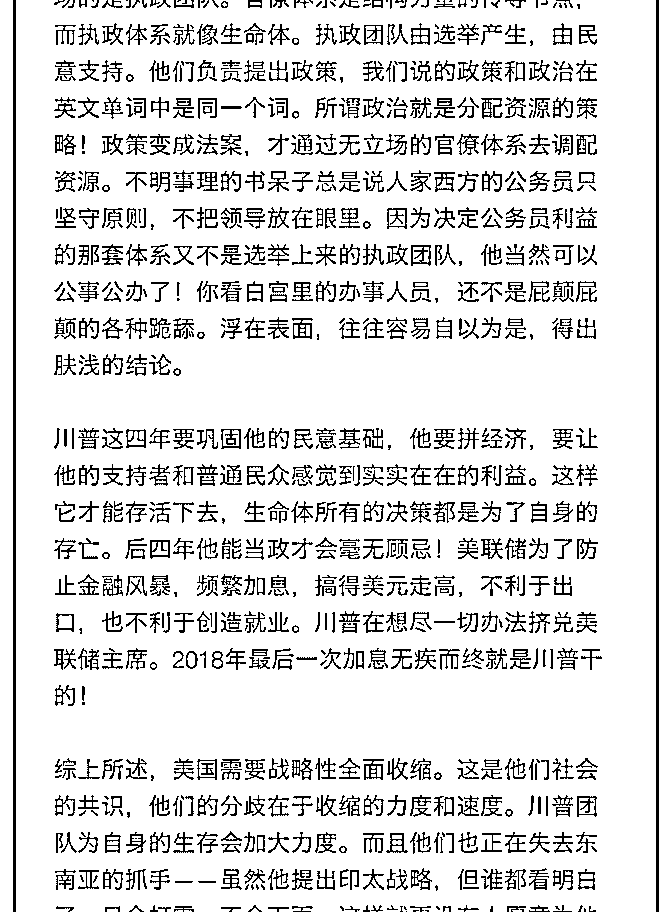 场的是执政团队。官僚体系是结构力量的传导节点，
而执政体系就像生命体。执政团队由选举产生，由民
意支持。他们负责提出政策，我们说的政策和政治在
英文单词中是同一个词。所谓政治就是分配资源的策
略！政策变成法案，才通过无立场的官僚体系去调配
资源。不明事理的书呆子总是说人家西方的公务员只
坚守原则，不把领导放在眼里。因为决定公务员利益
的那套体系又不是选举上来的执政团队，他当然可以
公事公办了！你看白宫里的办事人员，还不是屁颠屁
颠的各种跪舔。浮在表面，往往容易自以为是，得出
肤浅的结论。
川普这四年要巩固他的民意基础，他要拼经济，要让
他的支持者和普通民众感觉到实实在在的利益。这样
它才能存活下去，生命体所有的决策都是为了自身的
存亡。后四年他能当政才会毫无顾忌！美联储为了防
止金融风暴，频繁加息，搞得美元走高，不利于出
口，也不利于创造就业。川普在想尽一切办法挤兑美
联储主席。2018年最后一次加息无疾而终就是川普干
的！
综上所述，美国需要战略性全面收缩。这是他们社会
的共识，他们的分歧在于收缩的力度和速度。川普团
队为自身的生存会加大力度。而且他们也正在失去东
南亚的抓手——虽然他提出印太战略，但谁都看明白